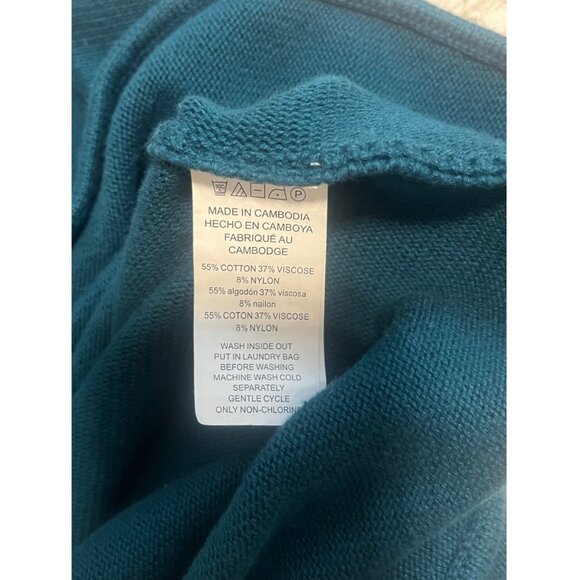 MADE IN CAMBODIA
HECHO EN CAMBOYA
FABRIQUÉ AU
CAMBODGE
55% COTTON 37% VISCOSE
8% NYLON
55% algodón 37% viscosa
8% nailon
55% COTON 37% VISCOSE
8% NYLON
WASH INSIDE OUT
PUT IN LAUNDRY BAG
BEFORE WASHING
MACHINE WASH COLD
SEPARATELY
GENTLE CYCLE
ONLY NON-CHLORINE